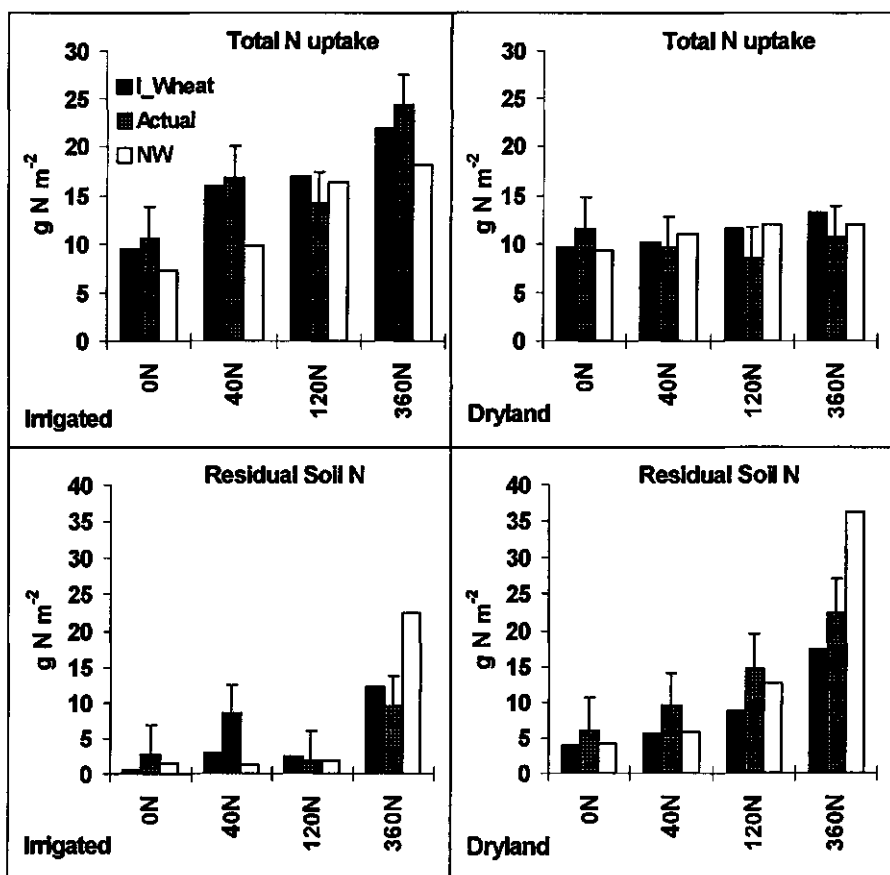 Total N uptake
30
25
20
15
10
5
0
g N m⁻²
I_Wheat
Actual
NW
0N
40N
120N
360N
Irrigated
Total N uptake
30
25
20
15
10
5
0
g N m⁻²
0N
40N
120N
360N
Dryland
Residual Soil N
40
35
30
25
20
15
10
5
0
g N m⁻²
0N
40N
120N
360N
Irrigated
Residual Soil N
40
35
30
25
20
15
10
5
0
g N m⁻²
0N
40N
120N
360N
Dryland